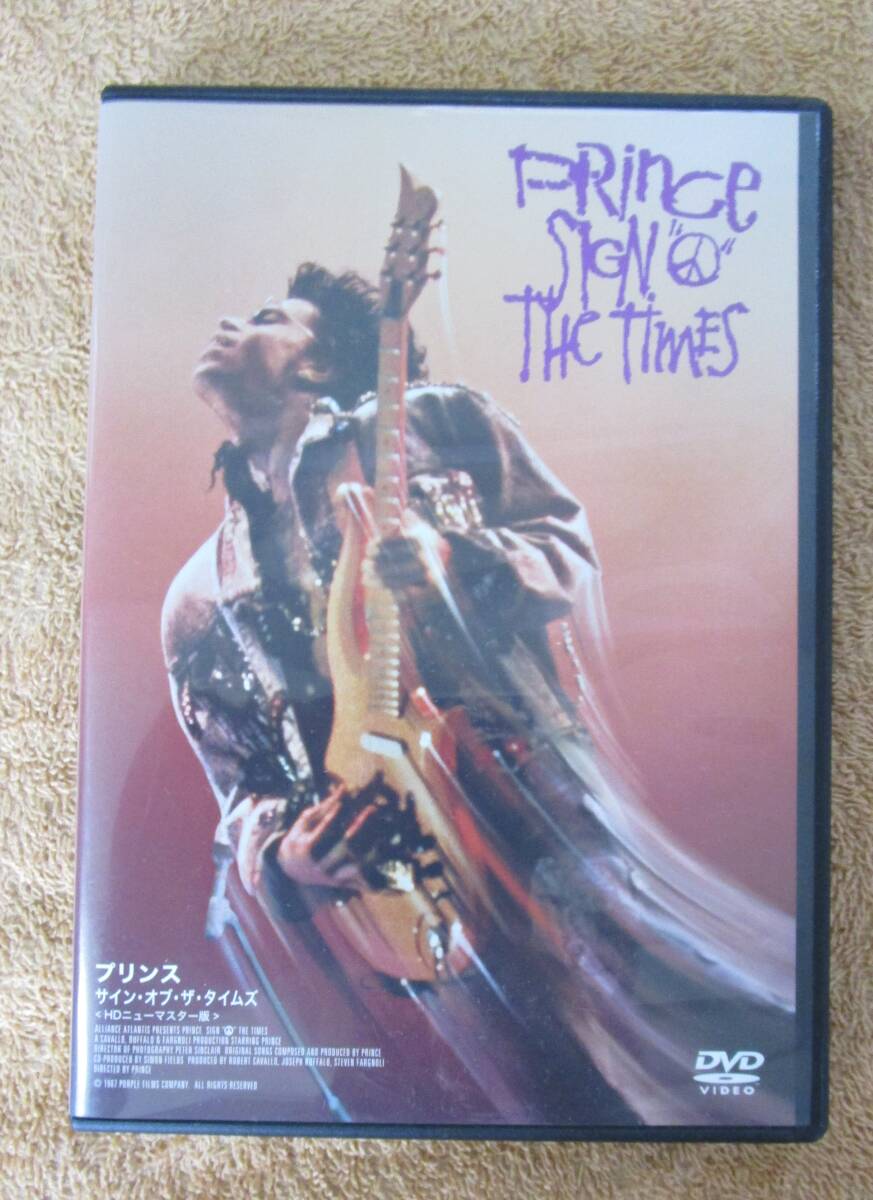 PRince
SIGN "☮"
THe TiMES
プリンス
サイン・オブ・ザ・タイムズ
<HDニューマスター版>
ALLIANCE ATLANTIS PRESENTS PRINCE SIGN "☮" THE TIMES
A CAVALLO, RUFFALO & FARGNOLI PRODUCTION STARRING PRINCE
DIRECTOR OF PHOTOGRAPHY PETER SINCLAIR ORIGINAL SONGS COMPOSED AND PRODUCED BY PRINCE
CO-PRODUCED BY SIMON FIELDS PRODUCED BY ROBERT CAVALLO, JOSEPH RUFFALO, STEVEN FARGNOLI
DIRECTED BY PRINCE
© 1987 PURPLE FILMS COMPANY. ALL RIGHTS RESERVED
DVD
VIDEO